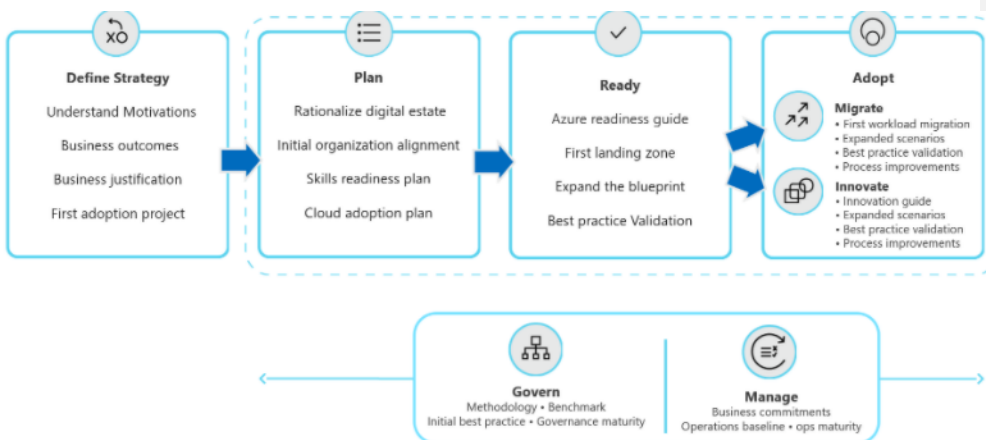 Define Strategy
Understand Motivations
Business outcomes
Business justification
First adoption project
Plan
Rationalize digital estate
Initial organization alignment
Skills readiness plan
Cloud adoption plan
Ready
Azure readiness guide
First landing zone
Expand the blueprint
Best practice Validation
Adopt
Migrate
• First workload migration
• Expanded scenarios
• Best practice validation
• Process improvements
Innovate
• Innovation guide
• Expanded scenarios
• Best practice validation
• Process improvements
Govern
Methodology • Benchmark
Initial best practice • Governance maturity
Manage
Business commitments
Operations baseline • ops maturity